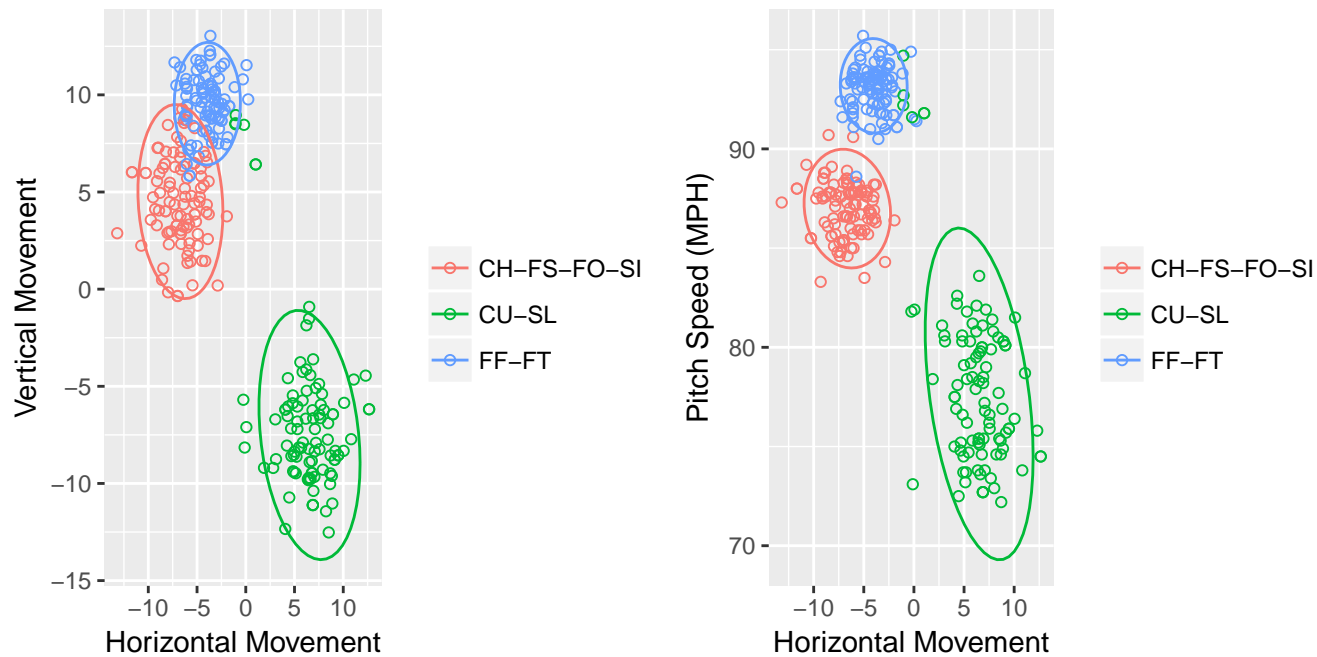 10
5
0
−5
−10
−15
−10 −5 0 5 10
Vertical Movement
Horizontal Movement
CH−FS−FO−SI
CU−SL
FF−FT
90
80
70
−10 −5 0 5 10
Pitch Speed (MPH)
Horizontal Movement
CH−FS−FO−SI
CU−SL
FF−FT